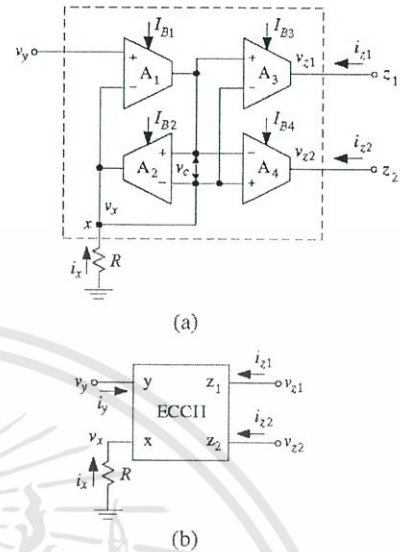 I_B1 I_B3
v_y + A_1 − + A_3 − v_z1 i_z1 z_1
I_B2 I_B4
A_2 + − v_c − A_4 + v_z2 i_z2 z_2
v_x
x
i_x R
(a)
v_y i_y y ECCII z_1 i_z1 v_z1
v_x x z_2 i_z2 v_z2
i_x R
(b)